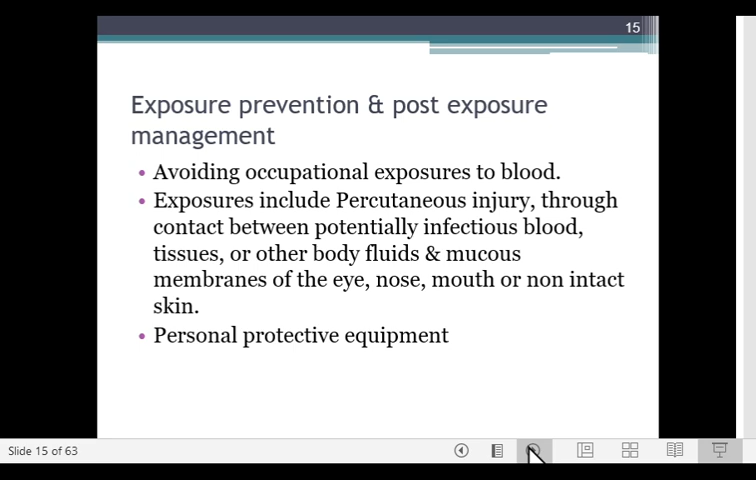 15
Exposure prevention & post exposure
management
• Avoiding occupational exposures to blood.
• Exposures include Percutaneous injury, through
contact between potentially infectious blood,
tissues, or other body fluids & mucous
membranes of the eye, nose, mouth or non intact
skin.
• Personal protective equipment
Slide 15 of 63